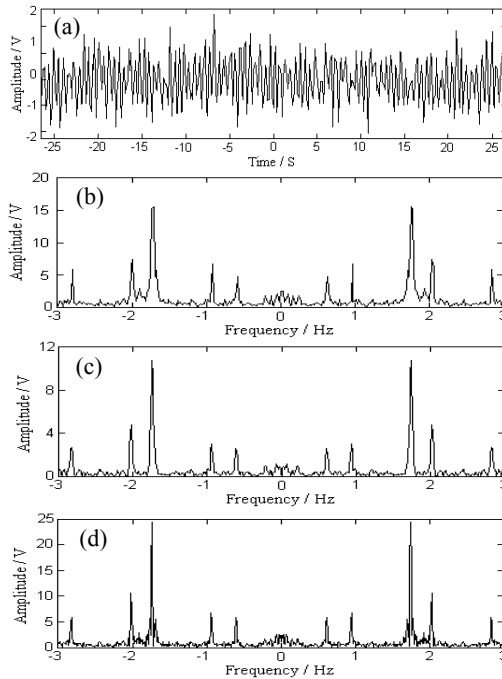 (a)
Amplitude / V
2
1
0
-1
-2
-25 -20 -15 -10 -5 0 5 10 15 20 25
Time / S
(b)
Amplitude / V
20
15
10
5
0
-3 -2 -1 0 1 2 3
Frequency / Hz
(c)
Amplitude / V
12
8
4
0
-3 -2 -1 0 1 2 3
Frequency / Hz
(d)
Amplitude / V
25
20
15
10
5
0
-3 -2 -1 0 1 2 3
Frequency / Hz